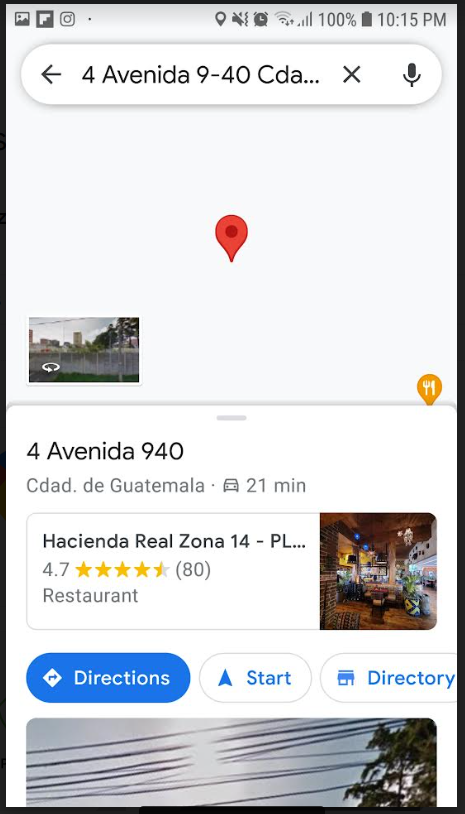 100% 10:15 PM
4 Avenida 9-40 Cda...
4 Avenida 940
Cdad. de Guatemala · 21 min
Hacienda Real Zona 14 - PL...
4.7 (80)
Restaurant
Directions
Start
Directory